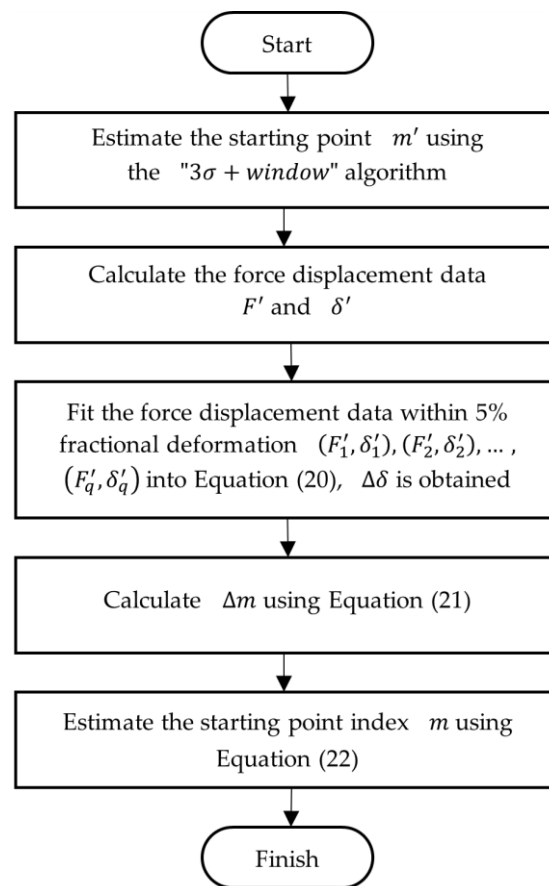 Start
Estimate the starting point m′ using
the "3σ + window" algorithm
Calculate the force displacement data
F′ and δ′
Fit the force displacement data within 5%
fractional deformation (F′₁, δ′₁), (F′₂, δ′₂), … ,
(F′q, δ′q) into Equation (20), Δδ is obtained
Calculate Δm using Equation (21)
Estimate the starting point index m using
Equation (22)
Finish